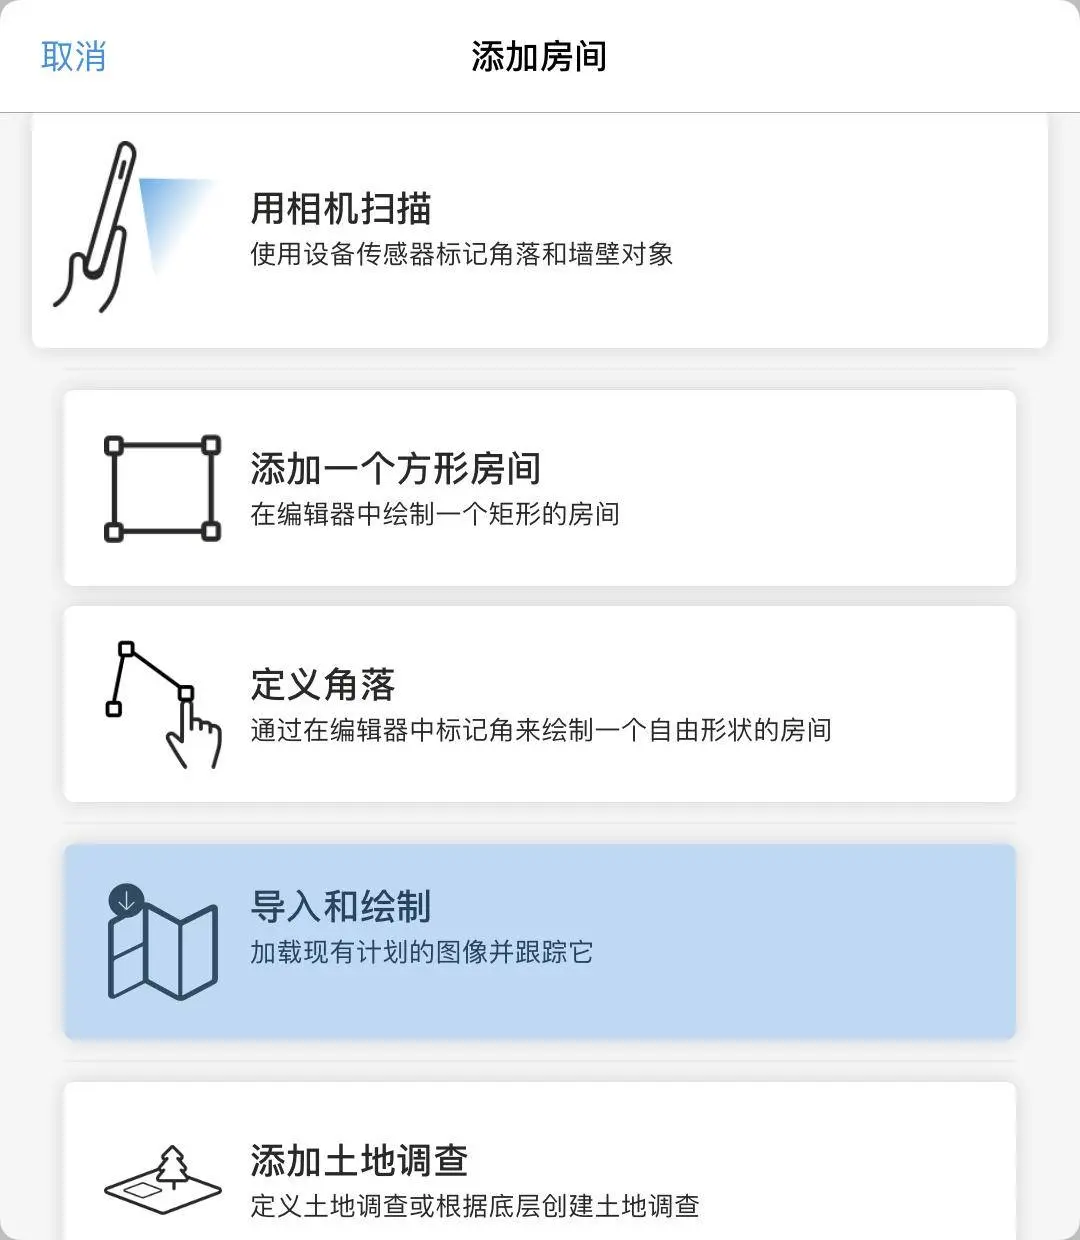 取消
添加房间
用相机扫描
使用设备传感器标记角落和墙壁对象
添加一个方形房间
在编辑器中绘制一个矩形的房间
定义角落
通过在编辑器中标记角来绘制一个自由形状的房间
导入和绘制
加载现有计划的图像并跟踪它
添加土地调查
定义土地调查或根据底层创建土地调查